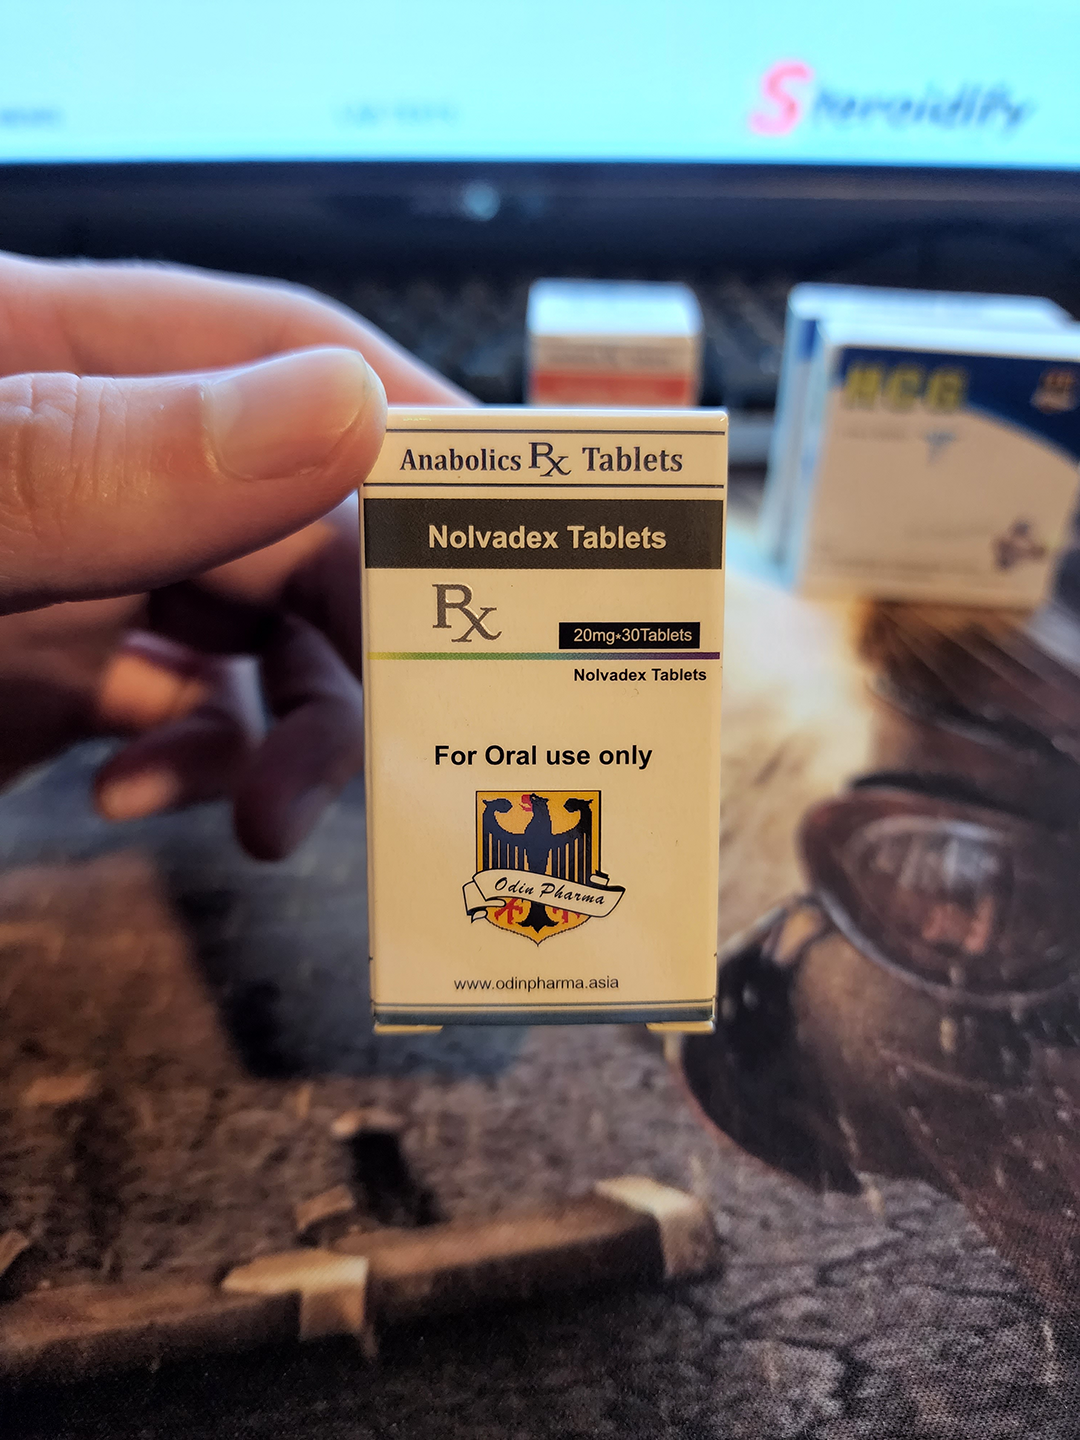 Steroidify
HCG
Anabolics Rx Tablets
Nolvadex Tablets
Rx
20mg*30Tablets
Nolvadex Tablets
For Oral use only
Odin Pharma
www.odinpharma.asia